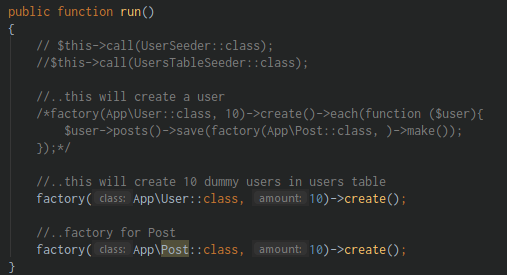 public function run()
{
// $this->call(UserSeeder::class);
//$this->call(UsersTableSeeder::class);
//..this will create a user
/*factory(App\User::class, 10)->create()->each(function ($user){
$user->posts()->save(factory(App\Post::class, )->make());
});*/
//..this will create 10 dummy users in users table
factory( class: App\User::class, amount: 10)->create();
//..factory for Post
factory( class: App\Post::class, amount: 10)->create();
}